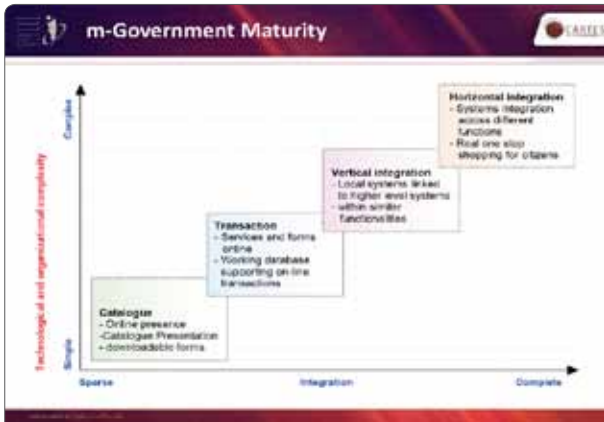 m-Government Maturity
Complex
Horizontal integration
- Systems integration
across different
functions
- Real one stop
shopping for citizens
Vertical integration
- Local systems linked
to higher level systems
- within similar
functionalities
Transaction
- Services and forms
online
- Working database
supporting on-line
transactions
Catalogue
- Online presence
-Catalogue Presentation
- downloadable forms
Technological and organizational complexity
Simple
Sparse
Integration
Complete